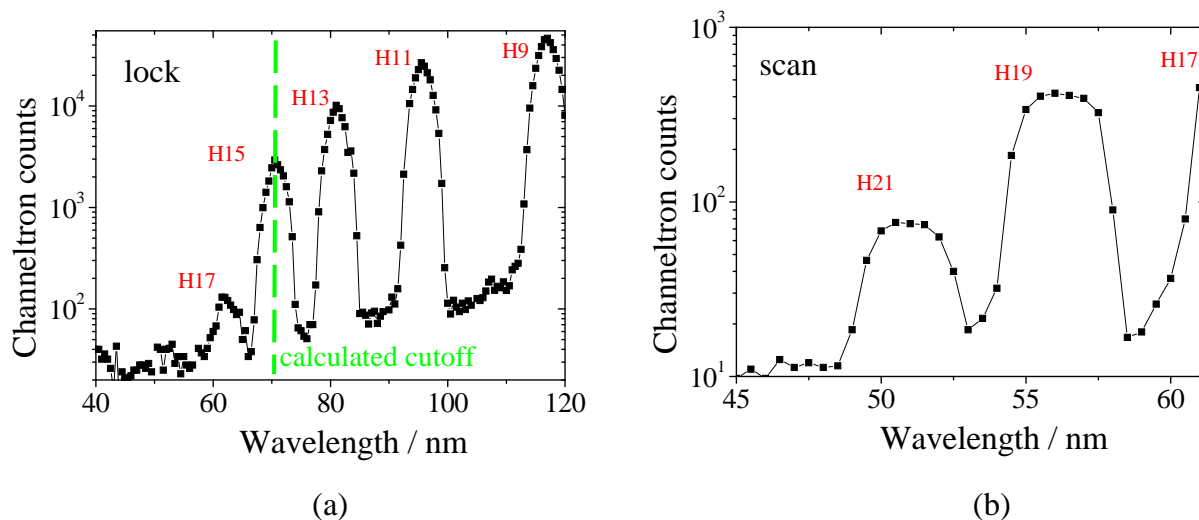 lock
H9
H11
H13
H15
H17
calculated cutoff
10^4
10^3
10^2
Channeltron counts
40 60 80 100 120
Wavelength / nm
(a)
scan
H17
H19
H21
10^3
10^2
10^1
Channeltron counts
45 50 55 60
Wavelength / nm
(b)